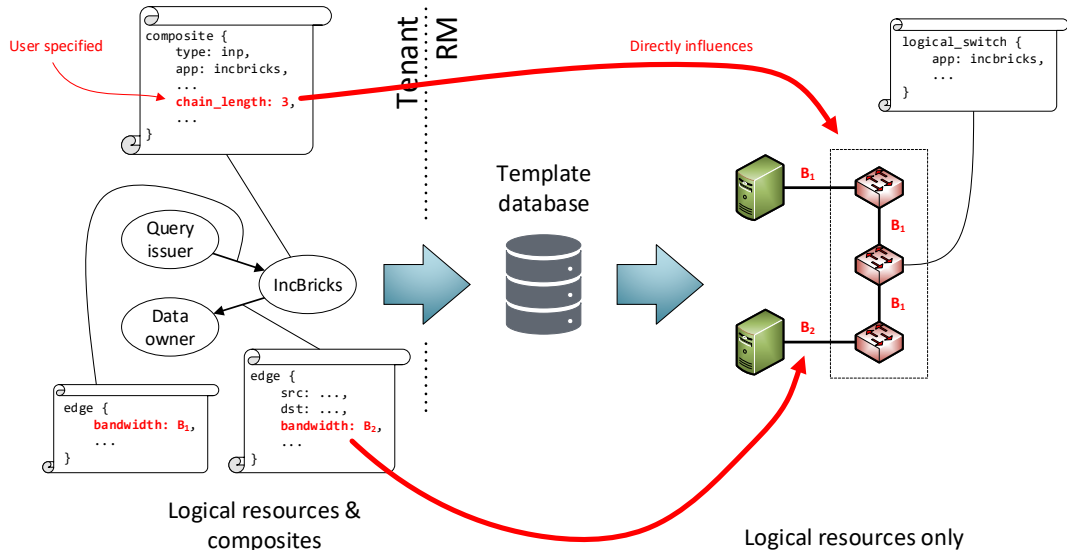 User specified
composite {
type: inp,
app: incbricks,
...
chain_length: 3,
...
}
Tenant
RM
Directly influences
logical_switch {
app: incbricks,
...
}
Query
issuer
IncBricks
Data
owner
Template
database
B1
B1
B1
B2
edge {
bandwidth: B1,
...
}
edge {
src: ...,
dst: ...,
bandwidth: B2,
...
}
Logical resources &
composites
Logical resources only